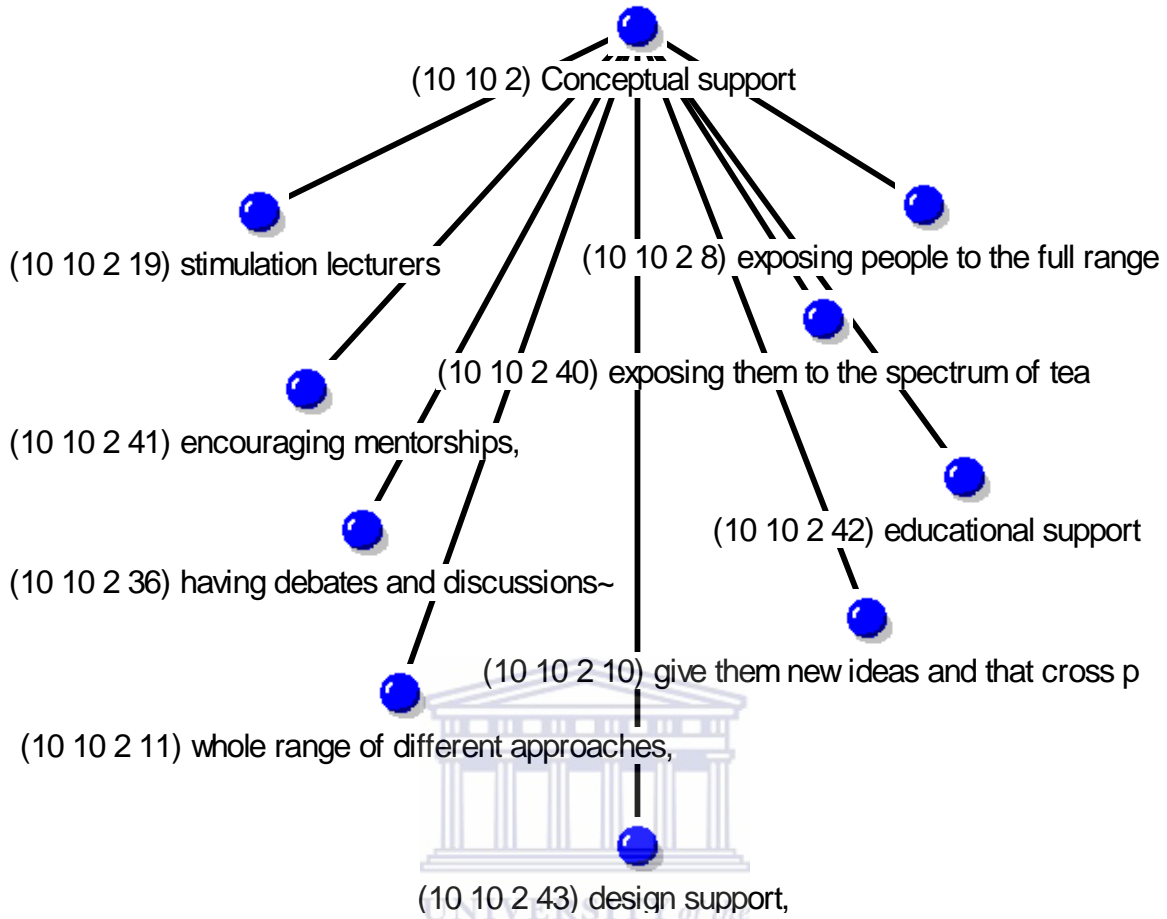 (10 10 2) Conceptual support
(10 10 2 19) stimulation lecturers
(10 10 2 8) exposing people to the full range
(10 10 2 40) exposing them to the spectrum of tea
(10 10 2 41) encouraging mentorships,
(10 10 2 42) educational support
(10 10 2 36) having debates and discussions~
(10 10 2 10) give them new ideas and that cross p
(10 10 2 11) whole range of different approaches,
(10 10 2 43) design support,
UNIVERSITY of the